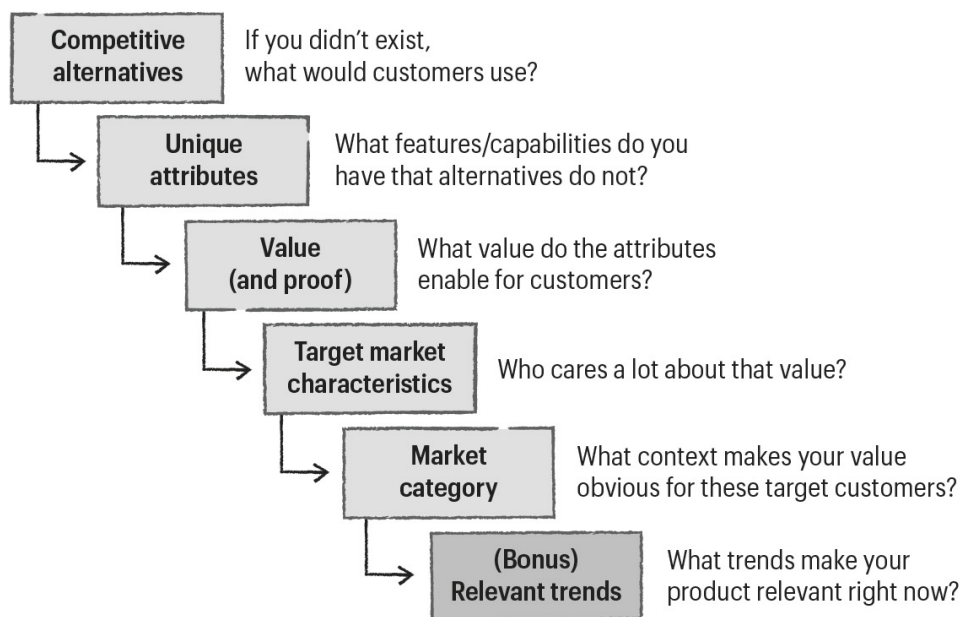 Competitive
alternatives
If you didn’t exist,
what would customers use?
Unique
attributes
What features/capabilities do you
have that alternatives do not?
Value
(and proof)
What value do the attributes
enable for customers?
Target market
characteristics
Who cares a lot about that value?
Market
category
What context makes your value
obvious for these target customers?
(Bonus)
Relevant trends
What trends make your
product relevant right now?